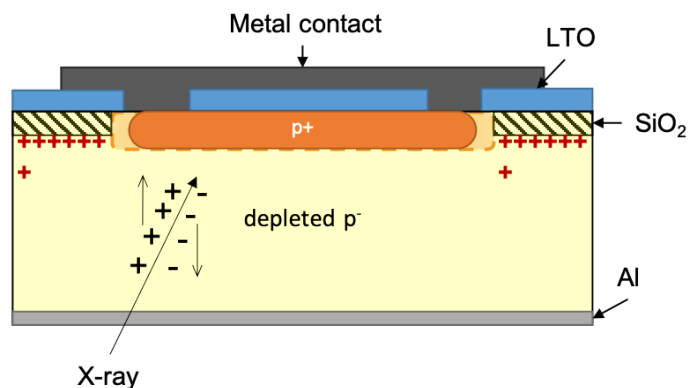 Metal contact
LTO
p+
SiO₂
+ + + + + +
+ + + + + +
+
+
+ -
+ -
+ -
+ -
depleted p⁻
Al
X-ray